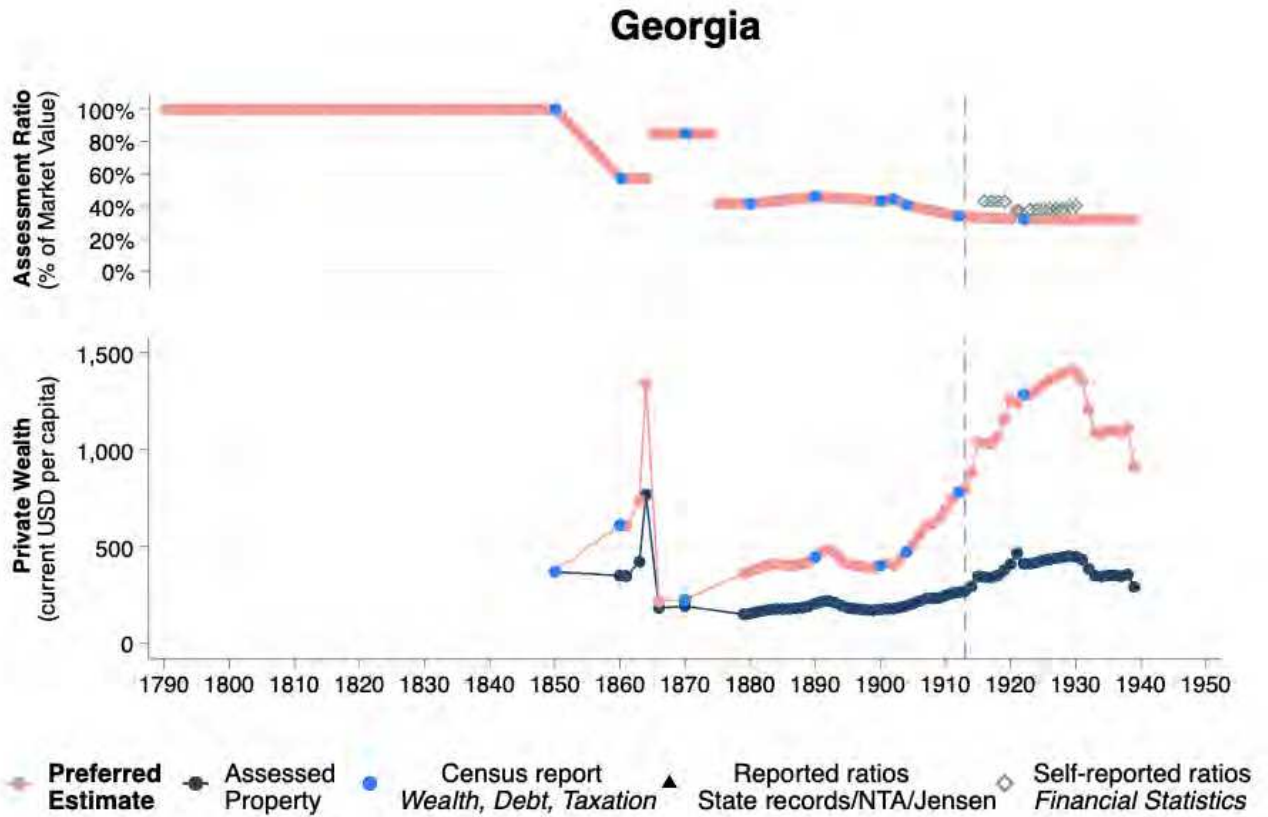 Georgia
Assessment Ratio
(% of Market Value)
100%
80%
60%
40%
20%
0%
Private Wealth
(current USD per capita)
1,500
1,000
500
0
1790 1800 1810 1820 1830 1840 1850 1860 1870 1880 1890 1900 1910 1920 1930 1940 1950
Preferred
Estimate
Assessed
Property
Census report
Wealth, Debt, Taxation
Reported ratios
State records/NTA/Jensen
Self-reported ratios
Financial Statistics